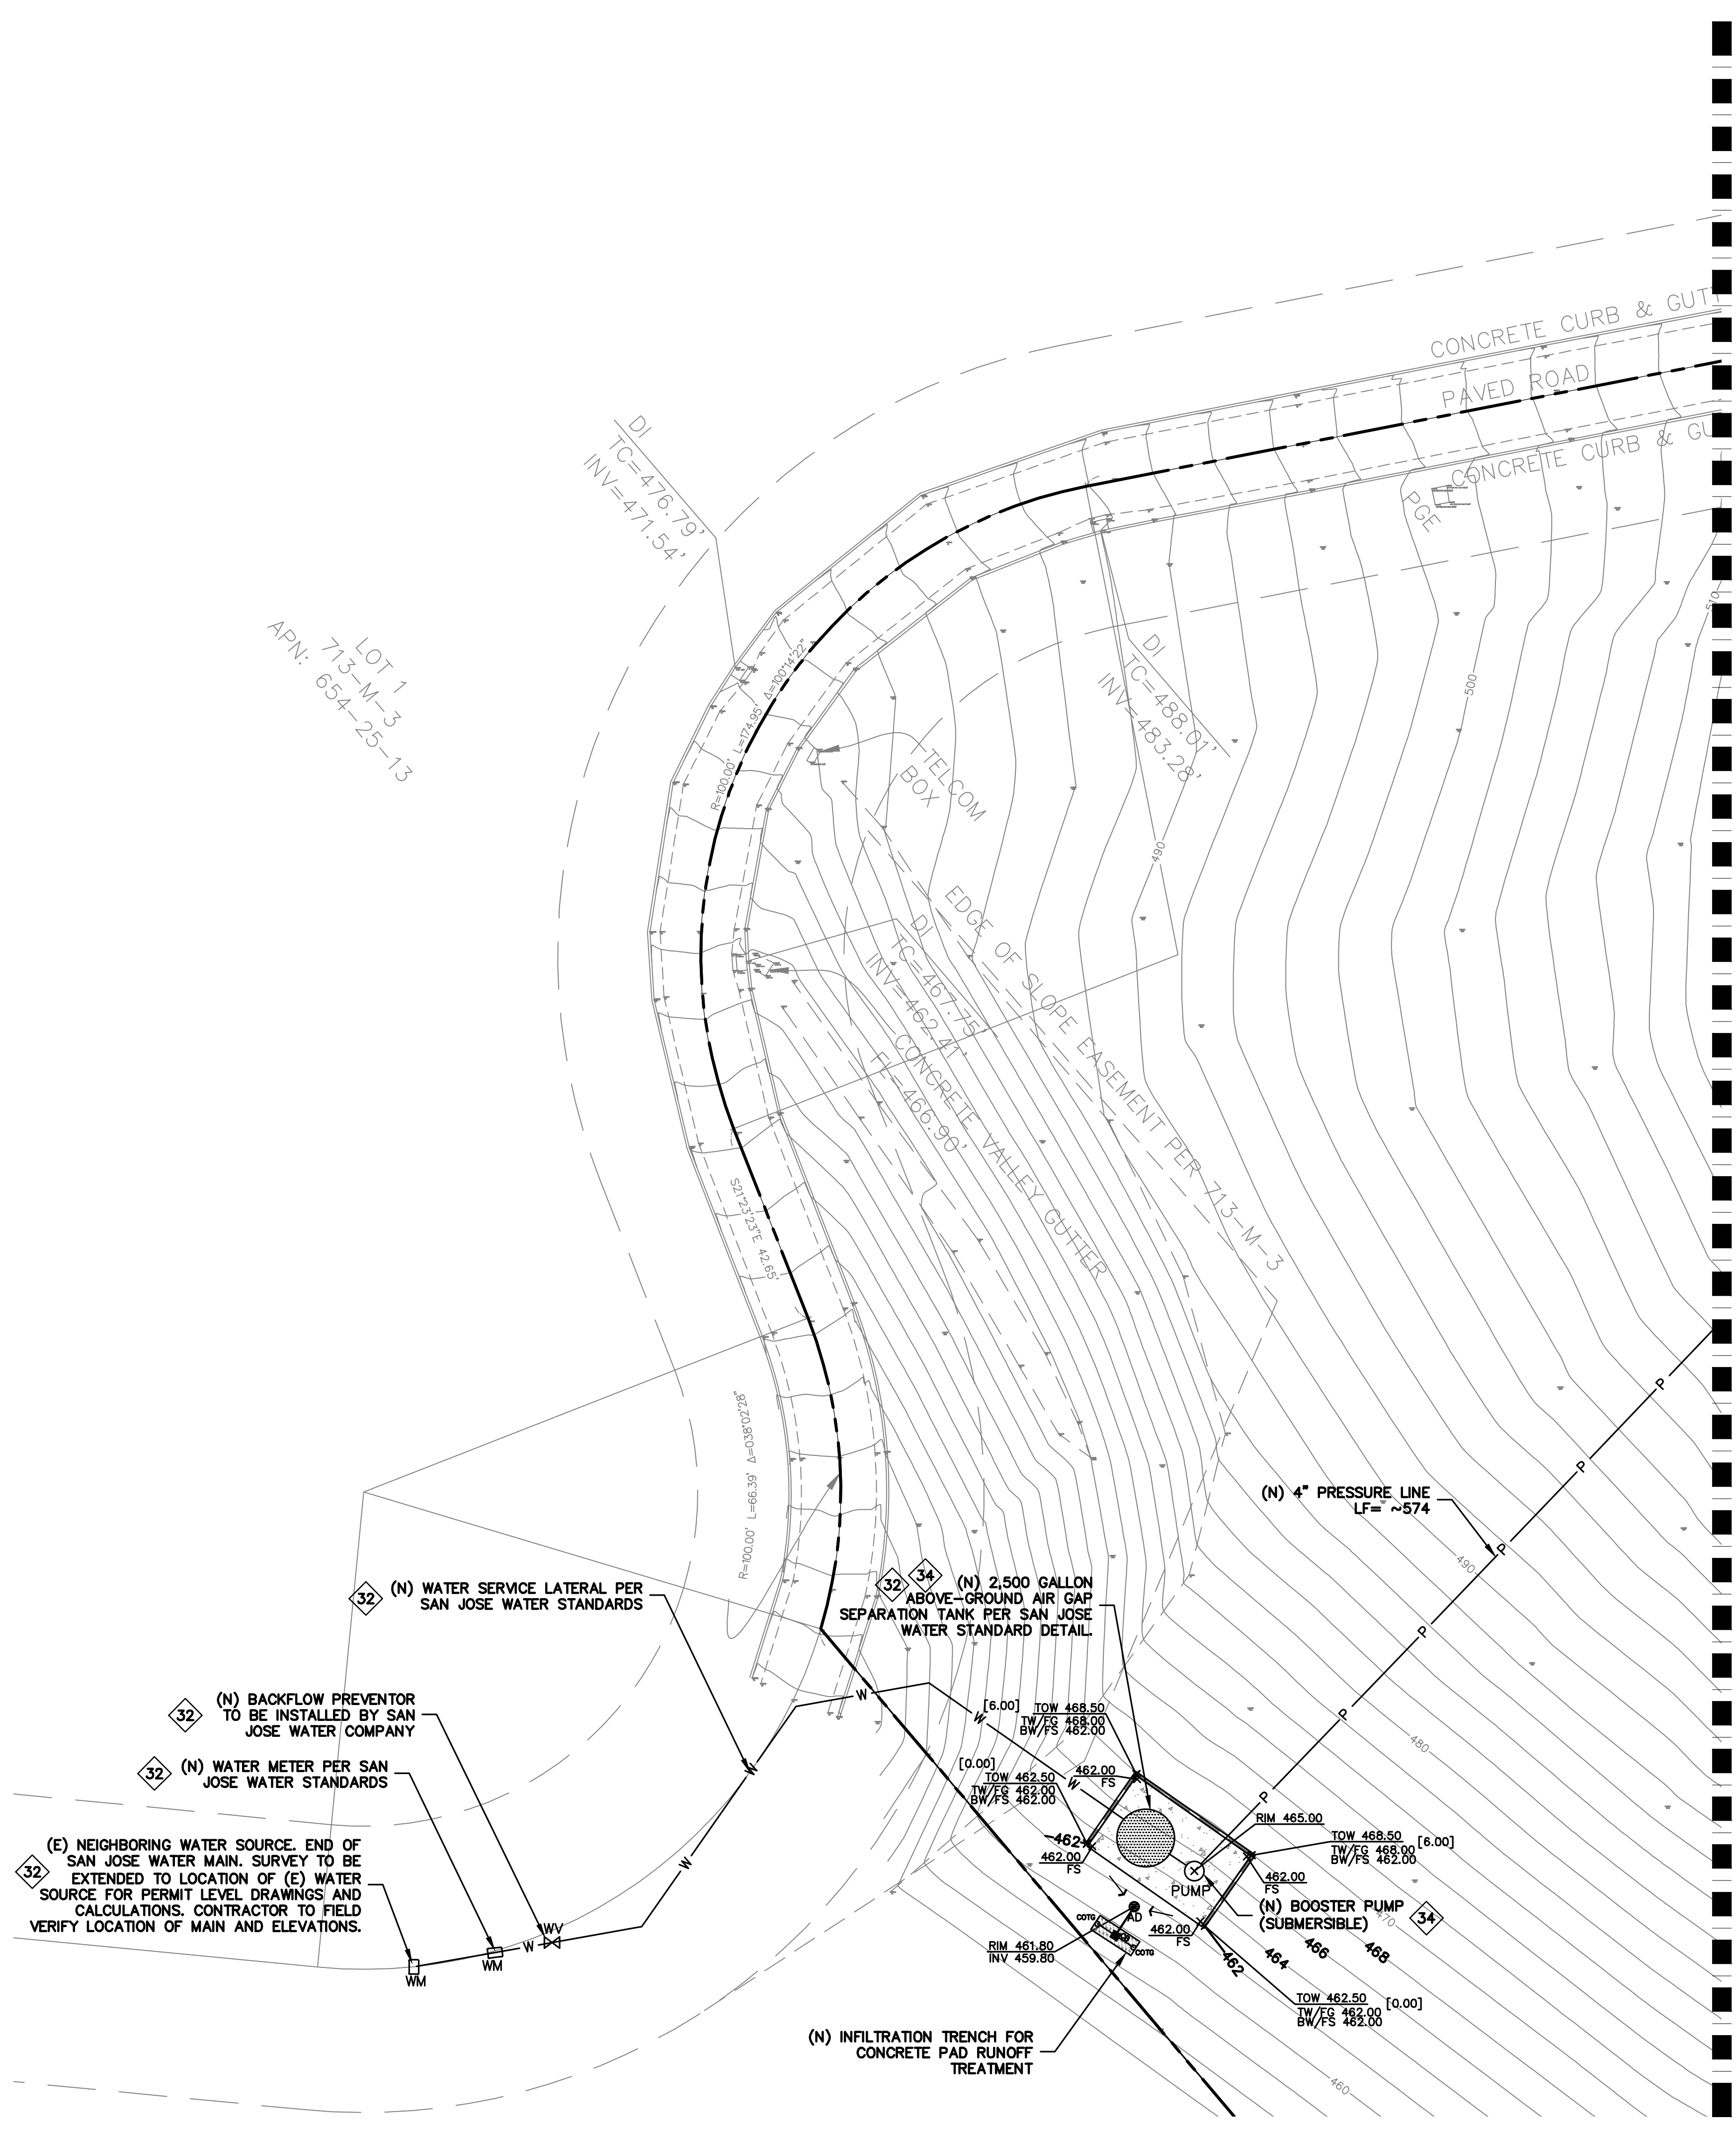 CONCRETE CURB & GUTT
PAVED ROAD
CONCRETE CURB & GU
PGE
DI
TC=476.79'
INV=471.54'
LOT 1
713-M-3
APN: 654-25-13
R=100.00' L=174.95' Δ=100°14'22"
DI
TC=488.01'
INV=483.28'
510
500
490
TELCOM
BOX
EDGE OF SLOPE EASEMENT PER 713-M-3
DI
TC=467.75'
INV=462.41'
FL=466.90'
CONCRETE VALLEY GUTTER
S21°23'23"E 42.65'
R=100.00' L=66.39' Δ=038°02'28"
(N) 4" PRESSURE LINE
LF= ~574
P
P
P
P
P
P
490
480
470
460
32
(N) WATER SERVICE LATERAL PER
SAN JOSE WATER STANDARDS
32
34
(N) 2,500 GALLON
ABOVE-GROUND AIR GAP
SEPARATION TANK PER SAN JOSE
WATER STANDARD DETAIL.
32
(N) BACKFLOW PREVENTOR
TO BE INSTALLED BY SAN
JOSE WATER COMPANY
32
(N) WATER METER PER SAN
JOSE WATER STANDARDS
32
(E) NEIGHBORING WATER SOURCE. END OF
SAN JOSE WATER MAIN. SURVEY TO BE
EXTENDED TO LOCATION OF (E) WATER
SOURCE FOR PERMIT LEVEL DRAWINGS AND
CALCULATIONS. CONTRACTOR TO FIELD
VERIFY LOCATION OF MAIN AND ELEVATIONS.
WM
WM
W
WV
W
W
W
W
W
[6.00]
TOW 468.50
TW/FG 468.00
BW/FS 462.00
[0.00]
TOW 462.50
TW/FG 462.00
BW/FS 462.00
462.00
FS
462
462.00
FS
RIM 465.00
TOW 468.50
TW/FG 468.00
BW/FS 462.00
[6.00]
462.00
FS
PUMP
(N) BOOSTER PUMP
(SUBMERSIBLE)
34
AD
COTG
COTG
462.00
FS
RIM 461.80
INV 459.80
462
464
466
468
TOW 462.50
TW/FG 462.00
BW/FS 462.00
[0.00]
(N) INFILTRATION TRENCH FOR
CONCRETE PAD RUNOFF
TREATMENT